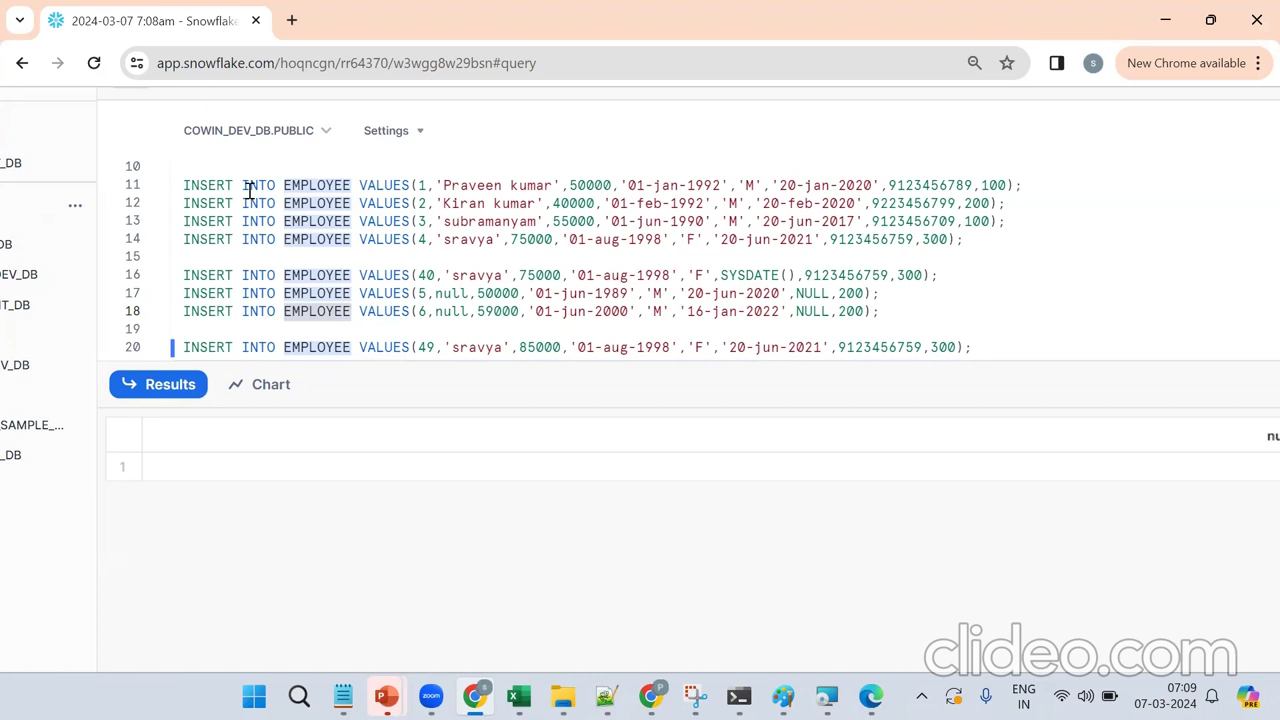 2024-03-07 7:08am - Snowflake
app.snowflake.com/hoqncgn/rr64370/w3wgg8w29bsn#query
s
New Chrome available
COWIN_DEV_DB.PUBLIC
Settings
_DB
DB
DEV_DB
T_DB
V_DB
SAMPLE_...
_DB
10
11 INSERT INTO EMPLOYEE VALUES(1,'Praveen kumar',50000,'01-jan-1992','M','20-jan-2020',9123456789,100);
12 INSERT INTO EMPLOYEE VALUES(2,'Kiran kumar',40000,'01-feb-1992','M','20-feb-2020',9223456799,200);
13 INSERT INTO EMPLOYEE VALUES(3,'subramanyam',55000,'01-jun-1990','M','20-jun-2017',9122456709,100);
14 INSERT INTO EMPLOYEE VALUES(4,'sravya',75000,'01-aug-1998','F','20-jun-2021',9123456759,300);
15
16 INSERT INTO EMPLOYEE VALUES(40,'sravya',75000,'01-aug-1998','F',SYSDATE(),9123456759,300);
17 INSERT INTO EMPLOYEE VALUES(5,null,50000,'01-jun-1989','M','20-jun-2020',NULL,200);
18 INSERT INTO EMPLOYEE VALUES(6,null,59000,'01-jun-2000','M','16-jan-2022',NULL,200);
19
20 INSERT INTO EMPLOYEE VALUES(49,'sravya',85000,'01-aug-1998','F','20-jun-2021',9123456759,300);
Results
Chart
nu
1
clideo.com
zoom
ENG
IN
07:09
07-03-2024
PRE